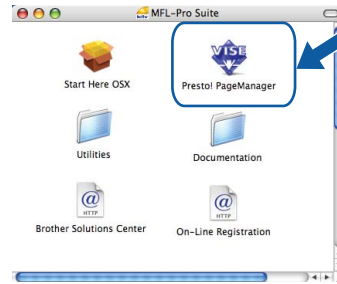 MFL-Pro Suite
VISE
Start Here OSX
Presto! PageManager
Utilities
Documentation
@
HTTP
@
HTTP
Brother Solutions Center
On-Line Registration